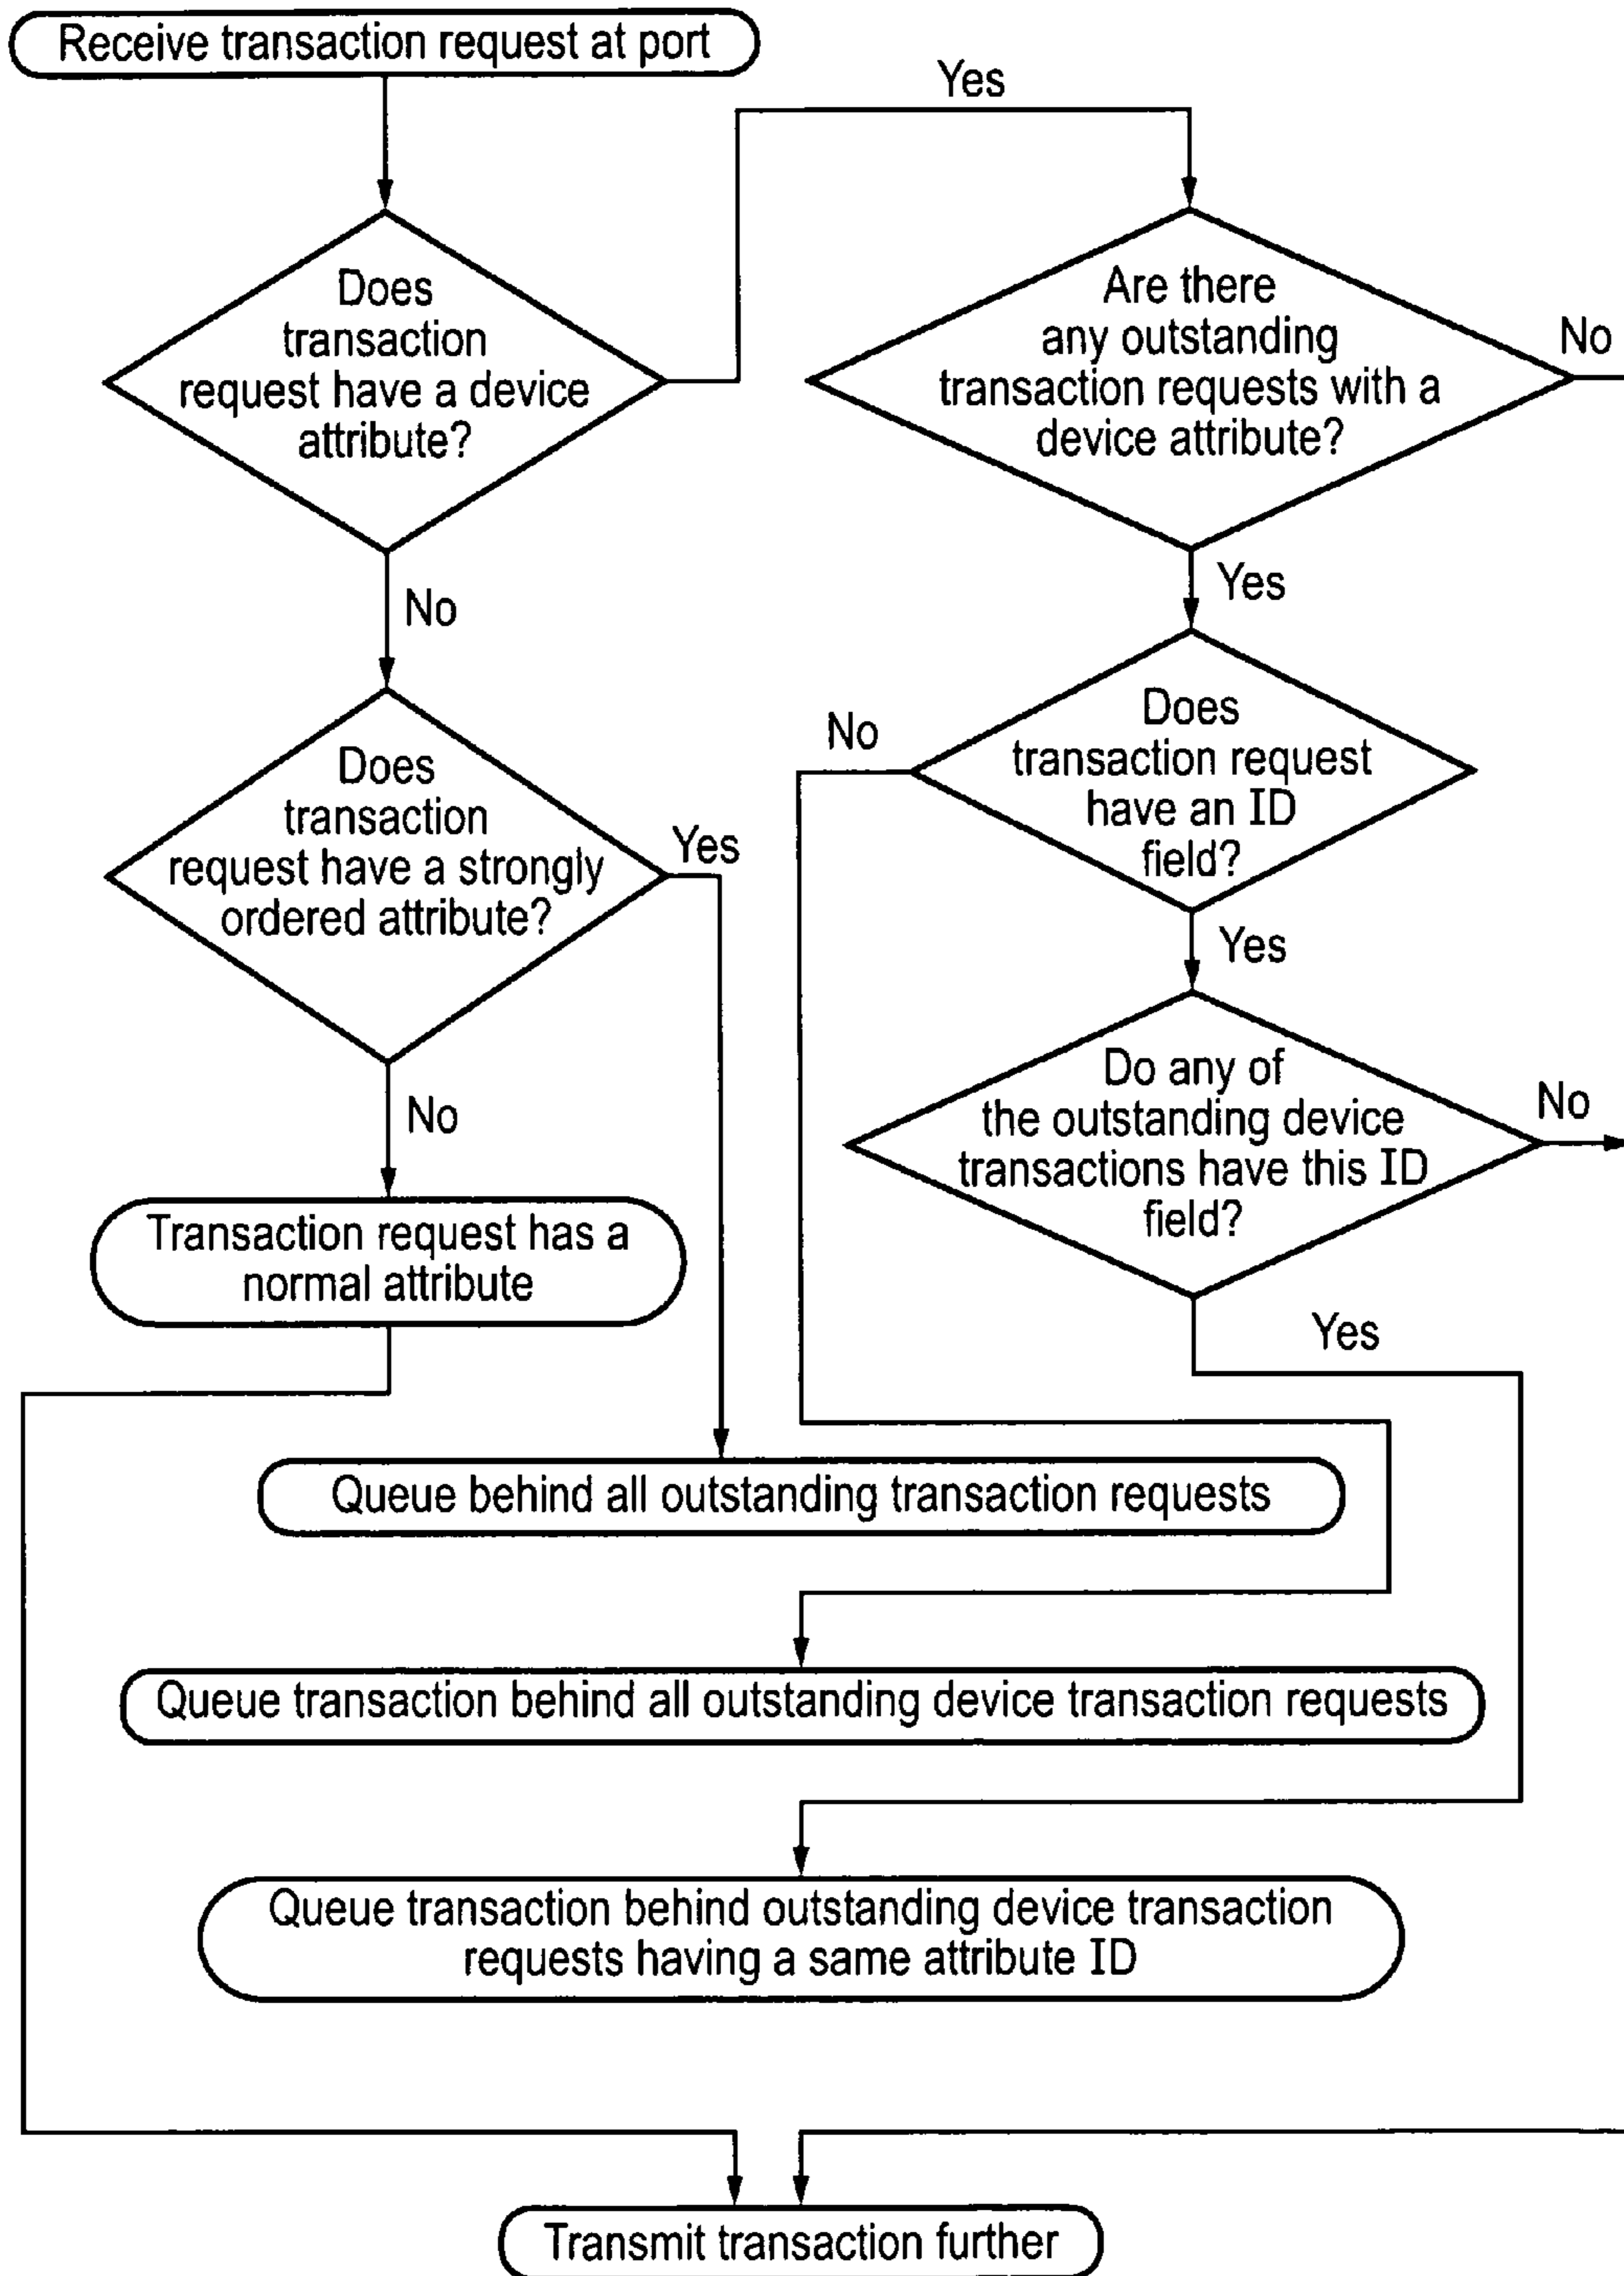 Receive transaction request at port
Yes
Does
transaction
request have a device
attribute?
Are there
any outstanding
transaction requests with a
device attribute?
No
No
Yes
Does
transaction
request have a strongly
ordered attribute?
Yes
No
Does
transaction request
have an ID
field?
Yes
No
Do any of
the outstanding device
transactions have this ID
field?
No
Transaction request has a
normal attribute
Yes
Queue behind all outstanding transaction requests
Queue transaction behind all outstanding device transaction requests
Queue transaction behind outstanding device transaction
requests having a same attribute ID
Transmit transaction further